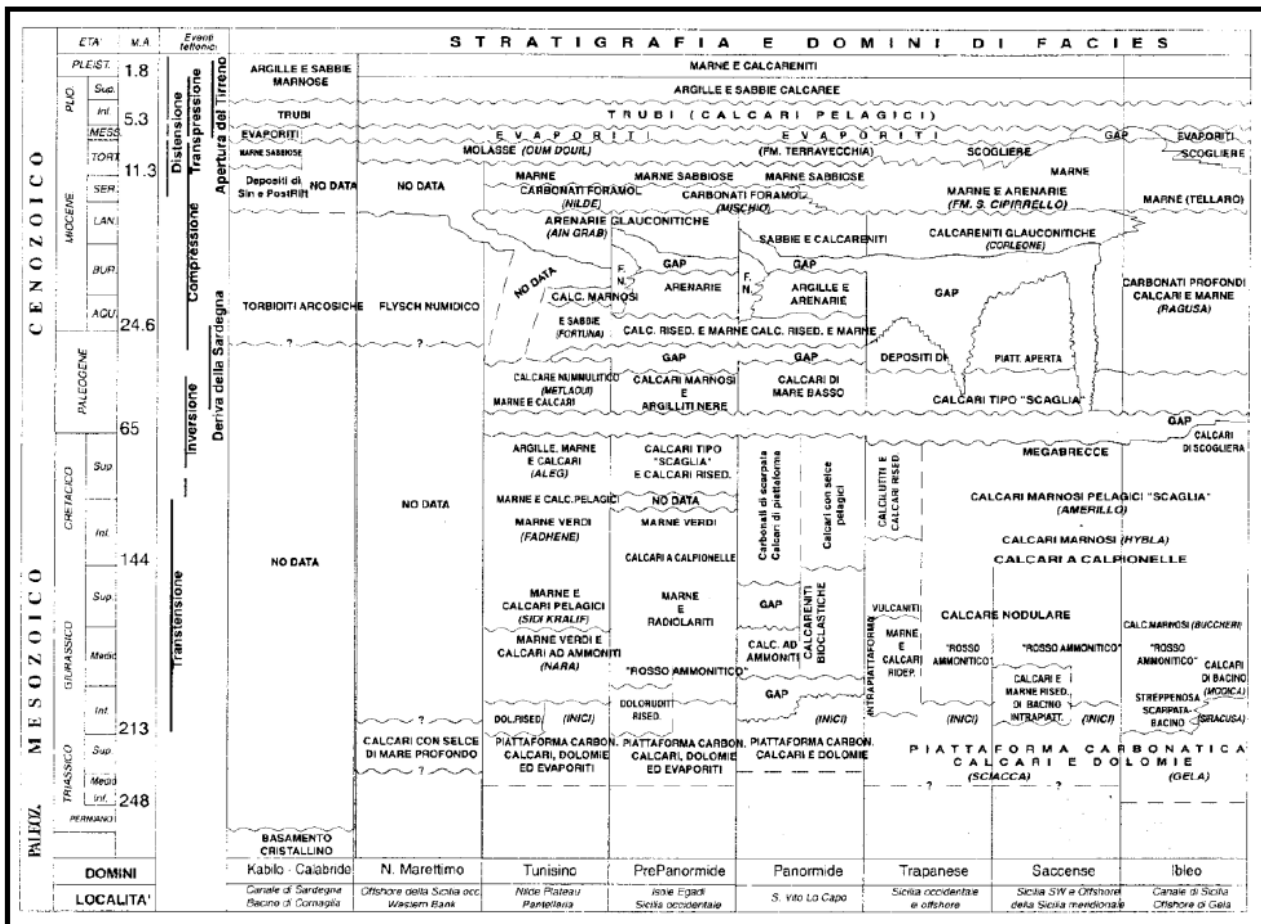 ETA' M.A. Eventi tettonici STRATIGRAFIA E DOMINI DI FACIES
CENOZOICO
MESOZOICO
PALEOZ.
PLIO.
MIOCENE
PALEOGENE
CRETACICO
GIURASSICO
TRIASSICO
PLEIST. 1.8
Sup.
Inf. 5.3
MESS.
TORT. 11.3
SER.
LAN.
BUR.
AQU. 24.6
65
Sup.
Inf. 144
Sup.
Medio
Inf. 213
Sup.
Medio
Inf. 248
PERMIANO
Distensione
Transpressione
Apertura del Tirreno
Compressione
Deriva della Sardegna
Inversione
Transtensione
ARGILLE E SABBIE
MARNOSE
TRUBI
EVAPORITI
MARNE SABBIOSE
Depositi di
Sin e PostRift
NO DATA
TORBIDITI ARCOSICHE
?
NO DATA
BASAMENTO
CRISTALLINO
MARNE E CALCARENITI
ARGILLE E SABBIE CALCAREE
TRUBI (CALCARI PELAGICI)
EVAPORITI EVAPORITI GAP EVAPORITI
MOLASSE (OUM DOUIL) (FM. TERRAVECCHIA) SCOGLIERE SCOGLIERE
MARNE
NO DATA
FLYSCH NUMIDICO
?
NO DATA
?
CALCARI CON SELCE
DI MARE PROFONDO
?
MARNE
CARBONATI FORAMOL
(NILDE)
ARENARIE GLAUCONITICHE
(AIN GRAB)
NO DATA
CALC. MARNOSI
E SABBIE
(FORTUNA)
CALCARE NUMMULITICO
(METLAOUI)
MARNE E CALCARI
ARGILLE, MARNE
E CALCARI
(ALEG)
MARNE E CALC.PELAGICI
MARNE VERDI
(FADHENE)
MARNE E
CALCARI PELAGICI
(SIDI KRALIF)
MARNE VERDI E
CALCARI AD AMMONITI
(NARA)
DOL.RISED. (INICI)
PIATTAFORMA CARBON.
CALCARI, DOLOMIE
ED EVAPORITI
MARNE SABBIOSE
CARBONATI FORAMOL
(MISCHIO)
F.
N.
GAP
ARENARIE
CALC. RISED. E MARNE
GAP
CALCARI MARNOSI
E
ARGILLITI NERE
CALCARI TIPO
"SCAGLIA"
E CALCARI RISED.
NO DATA
MARNE VERDI
CALCARI A CALPIONELLE
MARNE
E
RADIOLARITI
"ROSSO AMMONITICO"
DOLORUDITI
RISED.
PIATTAFORMA CARBON.
CALCARI, DOLOMIE
ED EVAPORITI
MARNE SABBIOSE
SABBIE E CALCARENITI
F.
N.
GAP
ARGILLE E
ARENARIE
CALC. RISED. E MARNE
GAP
CALCARI DI
MARE BASSO
Carbonati di scarpata
Calcari di piattaforma
Calcari con selce
pelagici
GAP
CALC. AD
AMMONITI
CALCARENITI
BIOCLASTICHE
GAP
(INICI)
PIATTAFORMA CARBON.
CALCARI E DOLOMIE
MARNE E ARENARIE
(FM. S. CIPIRRELLO)
CALCARENITI GLAUCONITICHE
(CORLEONE)
GAP
DEPOSITI DI PIATT. APERTA
CALCARI TIPO "SCAGLIA"
MEGABRECCE
CALCILUTITI E
CALCARI RISED.
CALCARI MARNOSI PELAGICI "SCAGLIA"
(AMERILLO)
CALCARI MARNOSI (HYBLA)
CALCARI A CALPIONELLE
INTRAPIATTAFORMA
VULCANITI
MARNE
E
CALCARI
RIDEP.
CALCARE NODULARE
"ROSSO
AMMONITICO"
(INICI)
"ROSSO AMMONITICO"
CALCARI E
MARNE RISED.
DI BACINO
INTRAPIATT.
(INICI)
MARNE (TELLARO)
CARBONATI PROFONDI
CALCARI E MARNE
(RAGUSA)
GAP
CALCARI
DI SCOGLIERA
CALC.MARNOSI (BUCCHERI)
"ROSSO
AMMONITICO"
CALCARI
DI BACINO
(MODICA)
STREPPENOSA
SCARPATA-
BACINO
(SIRACUSA)
PIATTAFORMA CARBONATICA
CALCARI E DOLOMIE
(SCIACCA) (GELA)
? ?
DOMINI Kabilo - Calabride N. Marettimo Tunisino PrePanormide Panormide Trapanese Saccense Ibleo
LOCALITA'
Canale di Sardegna
Bacino di Cornaglia
Offshore della Sicilia occ.
Western Bank
Nilde Plateau
Pantelleria
Isole Egadi
Sicilia occidentale
S. Vito Lo Capo
Sicilia occidentale
e offshore
Sicilia SW e Offshore
della Sicilia meridionale
Canale di Sicilia
Offshore di Gela